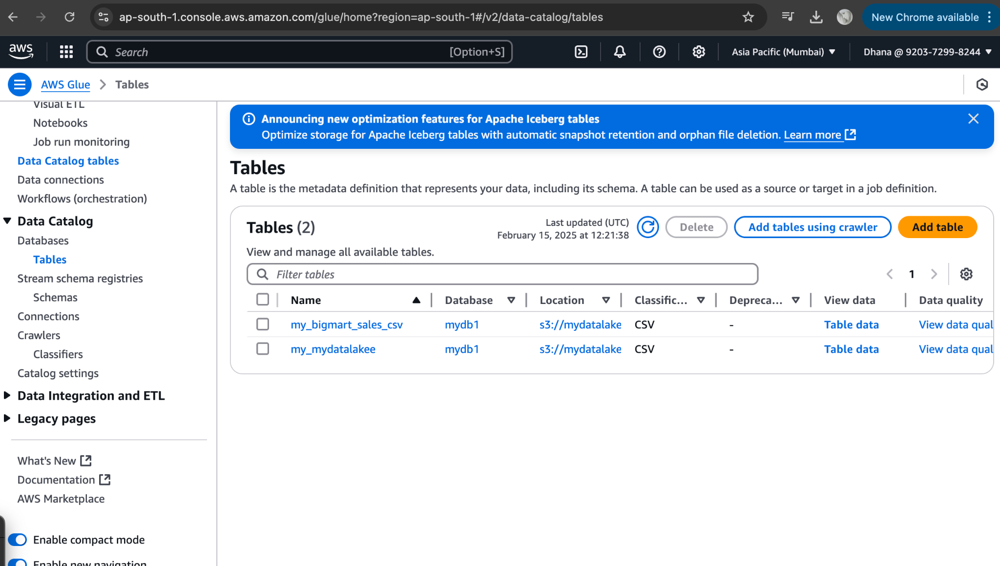 ap-south-1.console.aws.amazon.com/glue/home?region=ap-south-1#/v2/data-catalog/tables
New Chrome available
aws
Search
[Option+S]
Asia Pacific (Mumbai)
Dhana @ 9203-7299-8244
AWS Glue
Tables
Visual ETL
Notebooks
Job run monitoring
Data Catalog tables
Data connections
Workflows (orchestration)
Data Catalog
Databases
Tables
Stream schema registries
Schemas
Connections
Crawlers
Classifiers
Catalog settings
Data Integration and ETL
Legacy pages
What's New
Documentation
AWS Marketplace
Enable compact mode
Enable new navigation
Announcing new optimization features for Apache Iceberg tables
Optimize storage for Apache Iceberg tables with automatic snapshot retention and orphan file deletion. Learn more
Tables
A table is the metadata definition that represents your data, including its schema. A table can be used as a source or target in a job definition.
Tables (2)
Last updated (UTC)
February 15, 2025 at 12:21:38
Delete
Add tables using crawler
Add table
View and manage all available tables.
Filter tables
1
Name Database Location Classific... Depreca... View data Data quality
my_bigmart_sales_csv mydb1 s3://mydatalake CSV - Table data View data qual
my_mydatalakee mydb1 s3://mydatalake CSV - Table data View data qual